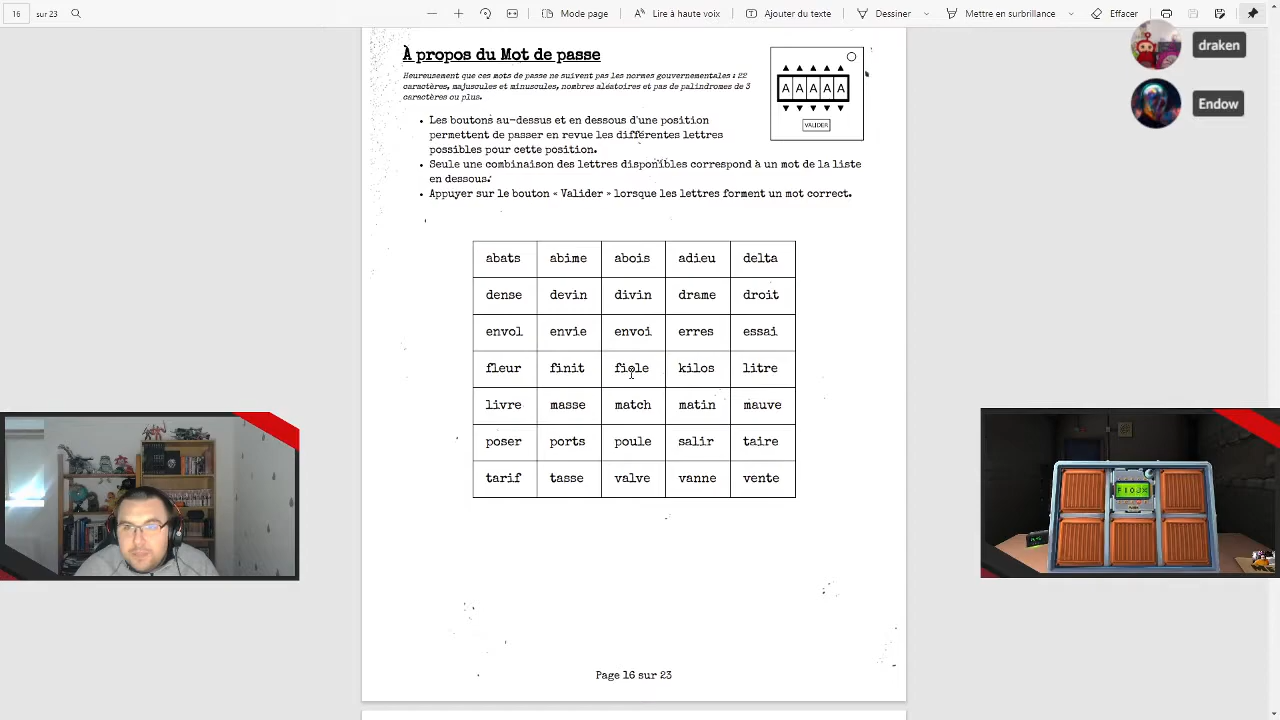 16 sur 23 Mode page Lire à haute voix Ajouter du texte Dessiner Mettre en surbrillance Effacer
draken
Endow
À propos du Mot de passe
Heureusement que ces mots de passe ne suivent pas les normes gouvernementales : 22
caractères, majuscules et minuscules, nombres aléatoires et pas de palindromes de 3
caractères ou plus.
A A A A A
VALIDER
• Les boutons au-dessus et en dessous d'une position
permettent de passer en revue les différentes lettres
possibles pour cette position.
• Seule une combinaison des lettres disponibles correspond à un mot de la liste
en dessous.
• Appuyer sur le bouton « Valider » lorsque les lettres forment un mot correct.
abats abime abois adieu delta
dense devin divin drame droit
envol envie envoi erres essai
fleur finit fiole kilos litre
livre masse match matin mauve
poser ports poule salir taire
tarif tasse valve vanne vente
FIOJX
Page 16 sur 23